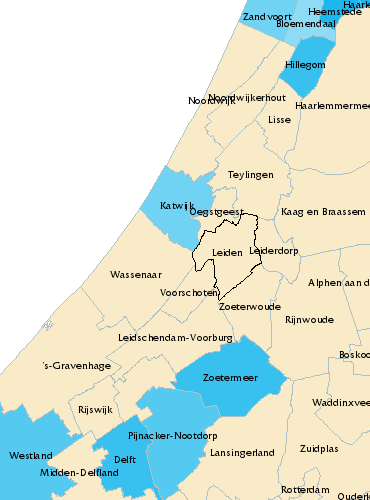 Haarle
Heemstede
Zandvoort
Bloemendaal
Hillegom
Noordwijkerhout
Noordwijk
Haarlemmermee
Lisse
Teylingen
Katwijk
Oegstgeest
Kaag en Braassem
Leiden
Leiderdorp
Wassenaar
Alphen aan d
Voorschoten
Zoeterwoude
Rijnwoude
Leidschendam-Voorburg
Boskoo
's-Gravenhage
Zoetermeer
Waddinxvee
Rijswijk
Pijnacker-Nootdorp
Zuidplas
Lansingerland
Westland
Delft
Midden-Delfland
Rotterdam
Ouderk